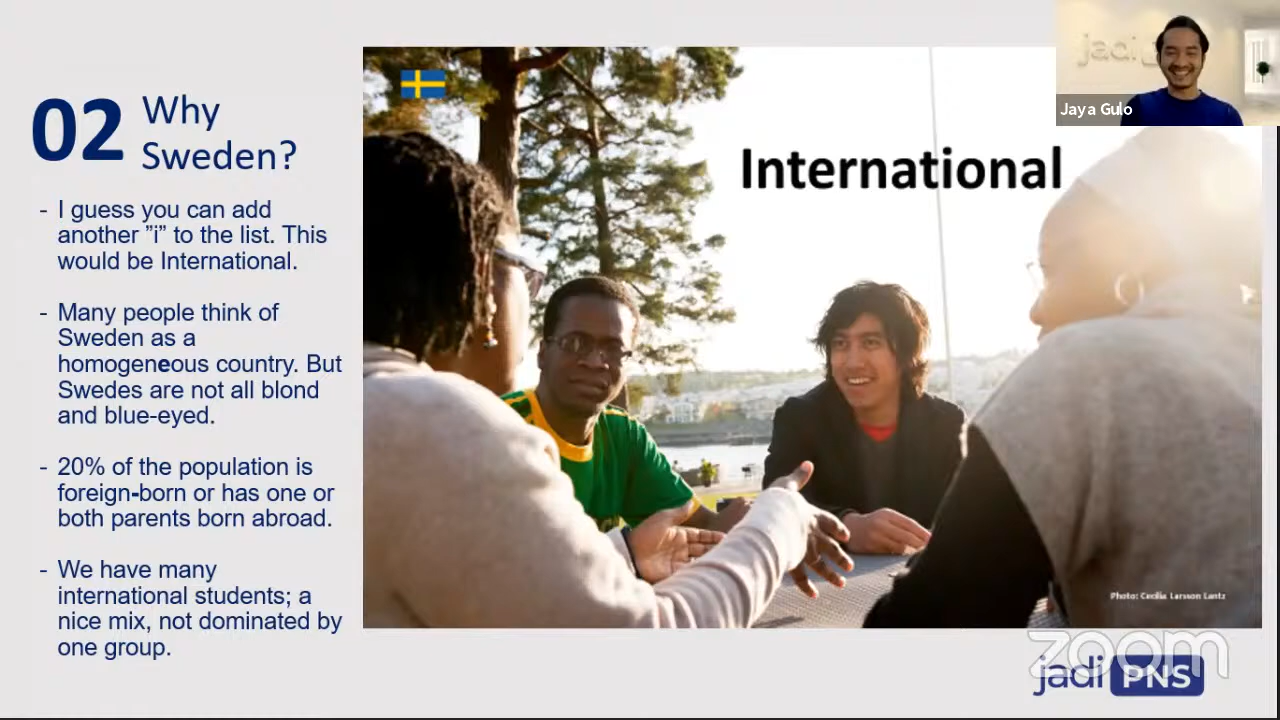 02 Why
Sweden?
- I guess you can add
another ”i” to the list. This
would be International.
- Many people think of
Sweden as a
homogeneous country. But
Swedes are not all blond
and blue-eyed.
- 20% of the population is
foreign-born or has one or
both parents born abroad.
- We have many
international students; a
nice mix, not dominated by
one group.
International
jadi
Jaya Gulo
Photo: Cecilia Larsson Lantz
zoom
jadi PNS